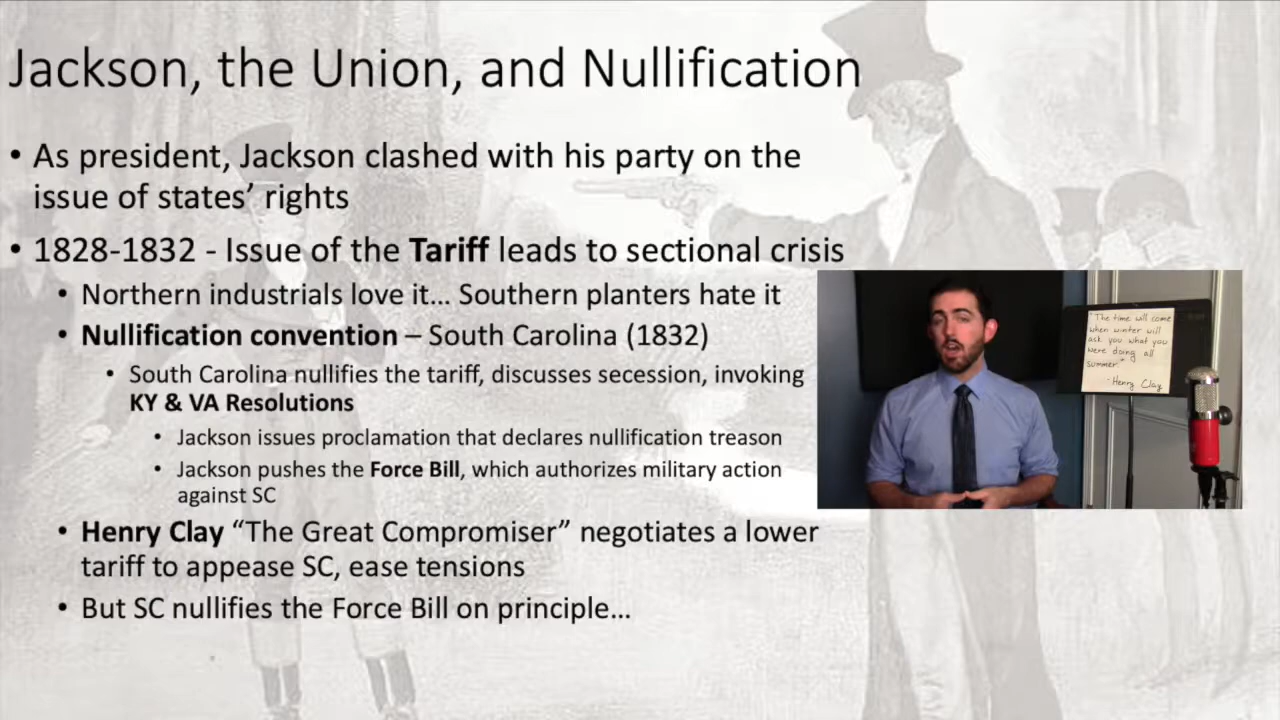 Jackson, the Union, and Nullification
• As president, Jackson clashed with his party on the
issue of states’ rights
• 1828-1832 - Issue of the Tariff leads to sectional crisis
• Northern industrials love it... Southern planters hate it
• Nullification convention – South Carolina (1832)
• South Carolina nullifies the tariff, discusses secession, invoking
KY & VA Resolutions
• Jackson issues proclamation that declares nullification treason
• Jackson pushes the Force Bill, which authorizes military action
against SC
• Henry Clay “The Great Compromiser” negotiates a lower
tariff to appease SC, ease tensions
• But SC nullifies the Force Bill on principle...
"The time will come
when winter will
ask you what you
were doing all
summer."
-Henry Clay